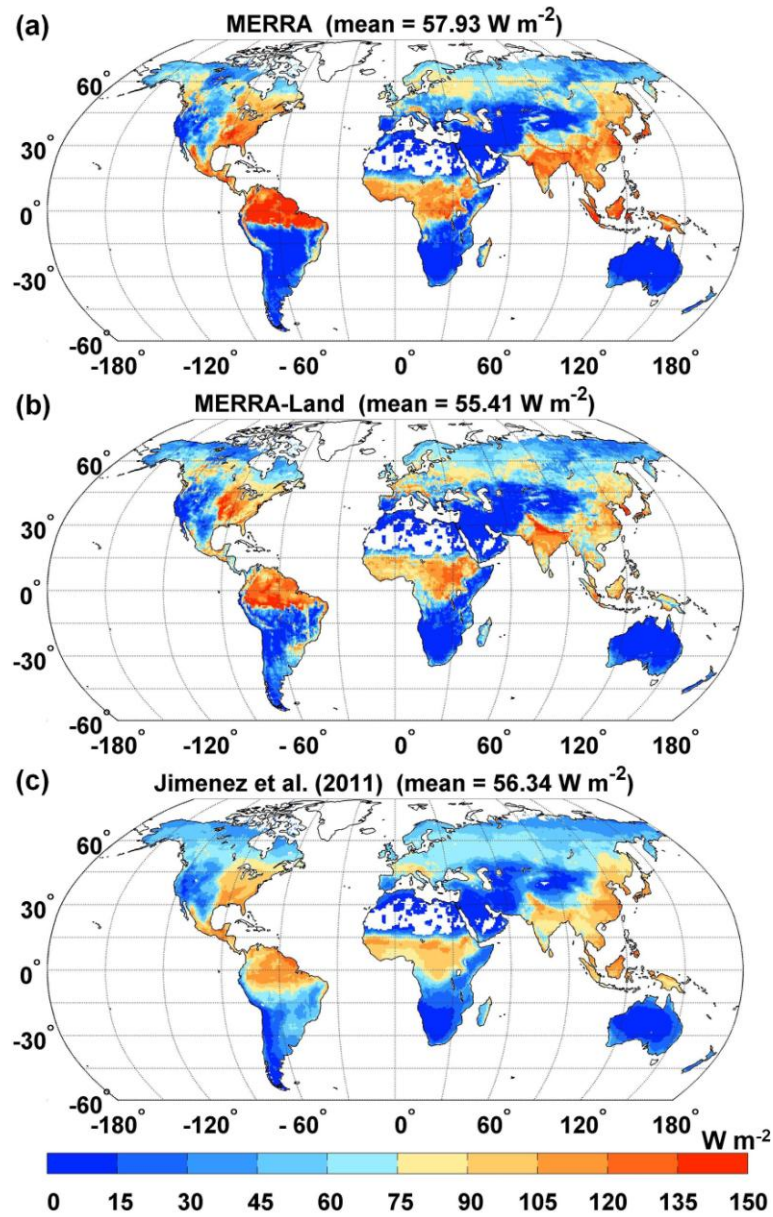 (a) MERRA (mean = 57.93 W m-2)
60°
30°
0°
-30°
-60°
-180° -120° - 60° 0° 60° 120° 180°
(b) MERRA-Land (mean = 55.41 W m-2)
60°
30°
0°
-30°
-60°
-180° -120° - 60° 0° 60° 120° 180°
(c) Jimenez et al. (2011) (mean = 56.34 W m-2)
60°
30°
0°
-30°
-60°
-180° -120° - 60° 0° 60° 120° 180°
W m-2
0 15 30 45 60 75 90 105 120 135 150